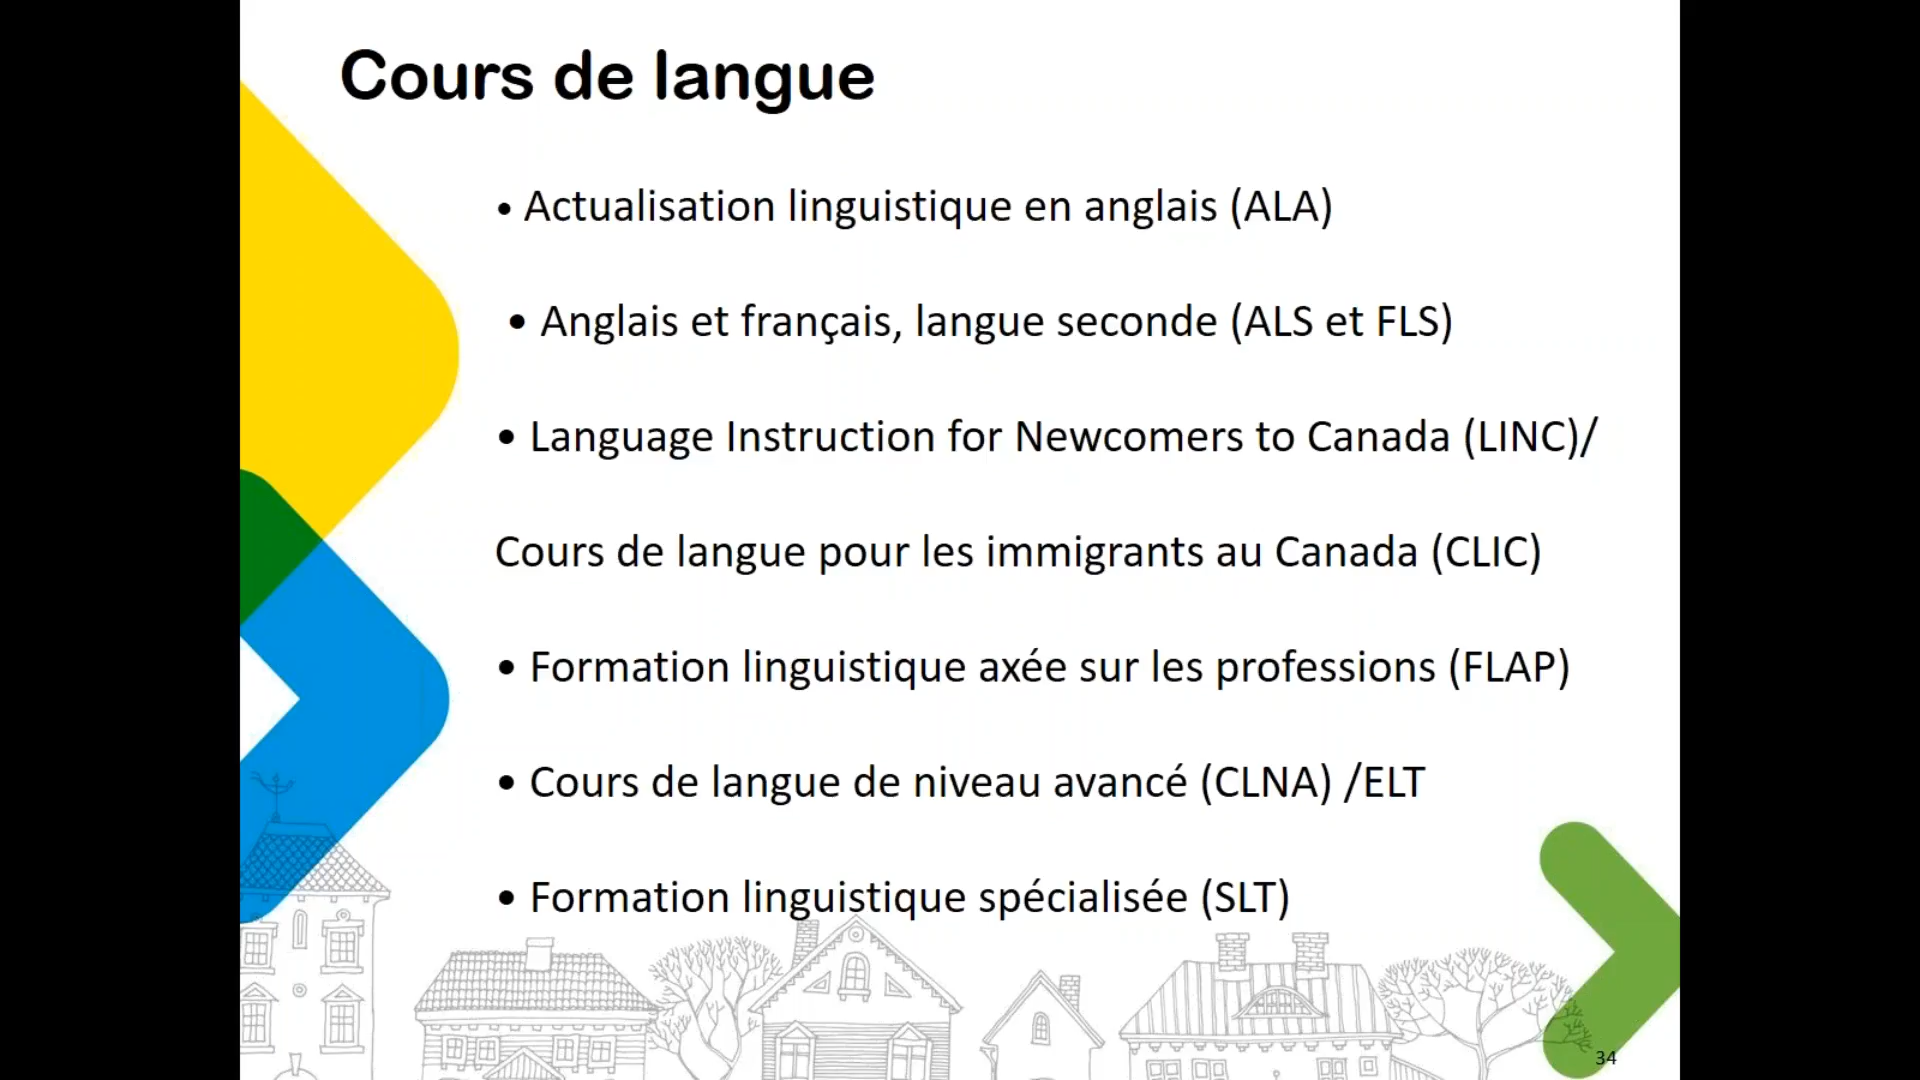 Cours de langue
• Actualisation linguistique en anglais (ALA)
• Anglais et français, langue seconde (ALS et FLS)
• Language Instruction for Newcomers to Canada (LINC)/
Cours de langue pour les immigrants au Canada (CLIC)
• Formation linguistique axée sur les professions (FLAP)
• Cours de langue de niveau avancé (CLNA) /ELT
• Formation linguistique spécialisée (SLT)
34